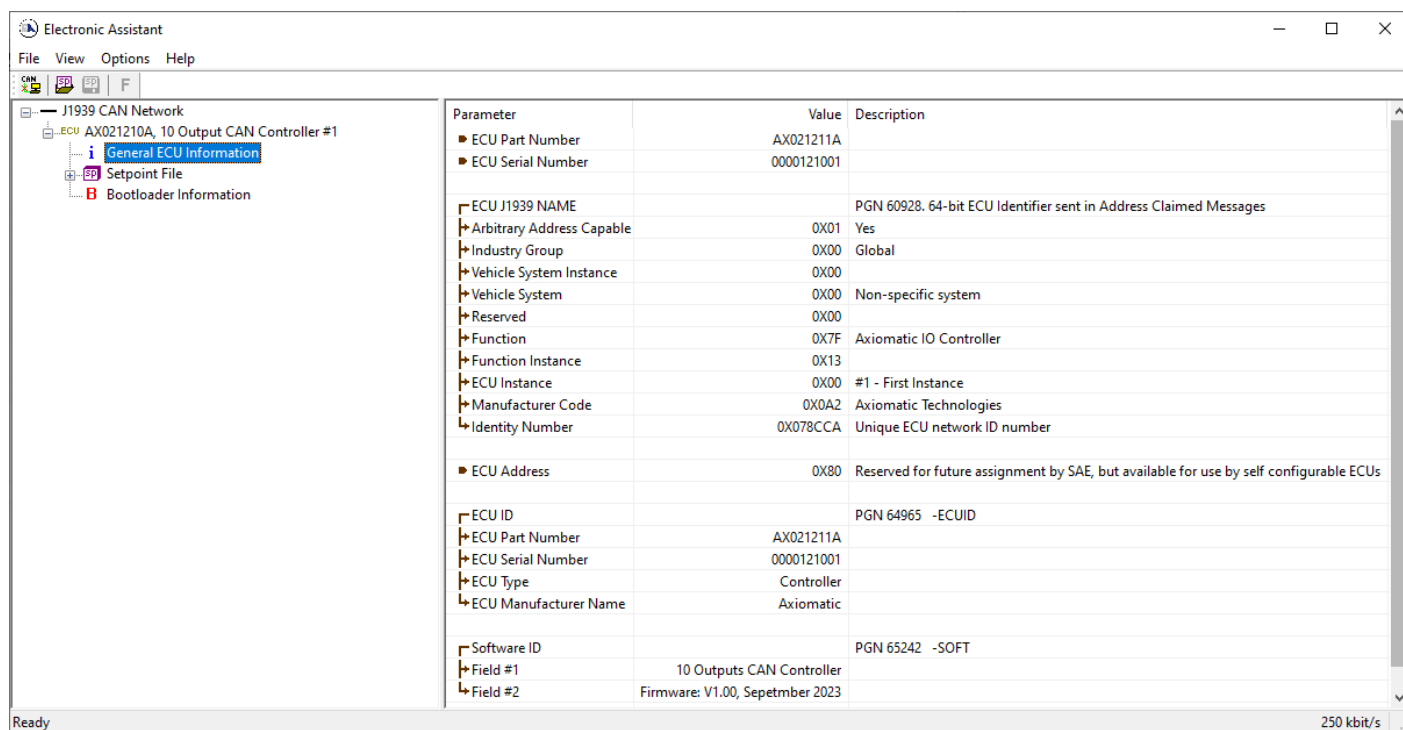 Electronic Assistant
File View Options Help
CAN SP SP F
J1939 CAN Network
ECU AX021210A, 10 Output CAN Controller #1
i General ECU Information
SP Setpoint File
B Bootloader Information
Parameter Value Description
ECU Part Number AX021211A
ECU Serial Number 0000121001
ECU J1939 NAME PGN 60928. 64-bit ECU Identifier sent in Address Claimed Messages
Arbitrary Address Capable 0X01 Yes
Industry Group 0X00 Global
Vehicle System Instance 0X00
Vehicle System 0X00 Non-specific system
Reserved 0X00
Function 0X7F Axiomatic IO Controller
Function Instance 0X13
ECU Instance 0X00 #1 - First Instance
Manufacturer Code 0X0A2 Axiomatic Technologies
Identity Number 0X078CCA Unique ECU network ID number
ECU Address 0X80 Reserved for future assignment by SAE, but available for use by self configurable ECUs
ECU ID PGN 64965 -ECUID
ECU Part Number AX021211A
ECU Serial Number 0000121001
ECU Type Controller
ECU Manufacturer Name Axiomatic
Software ID PGN 65242 -SOFT
Field #1 10 Outputs CAN Controller
Field #2 Firmware: V1.00, Sepetmber 2023
Ready 250 kbit/s